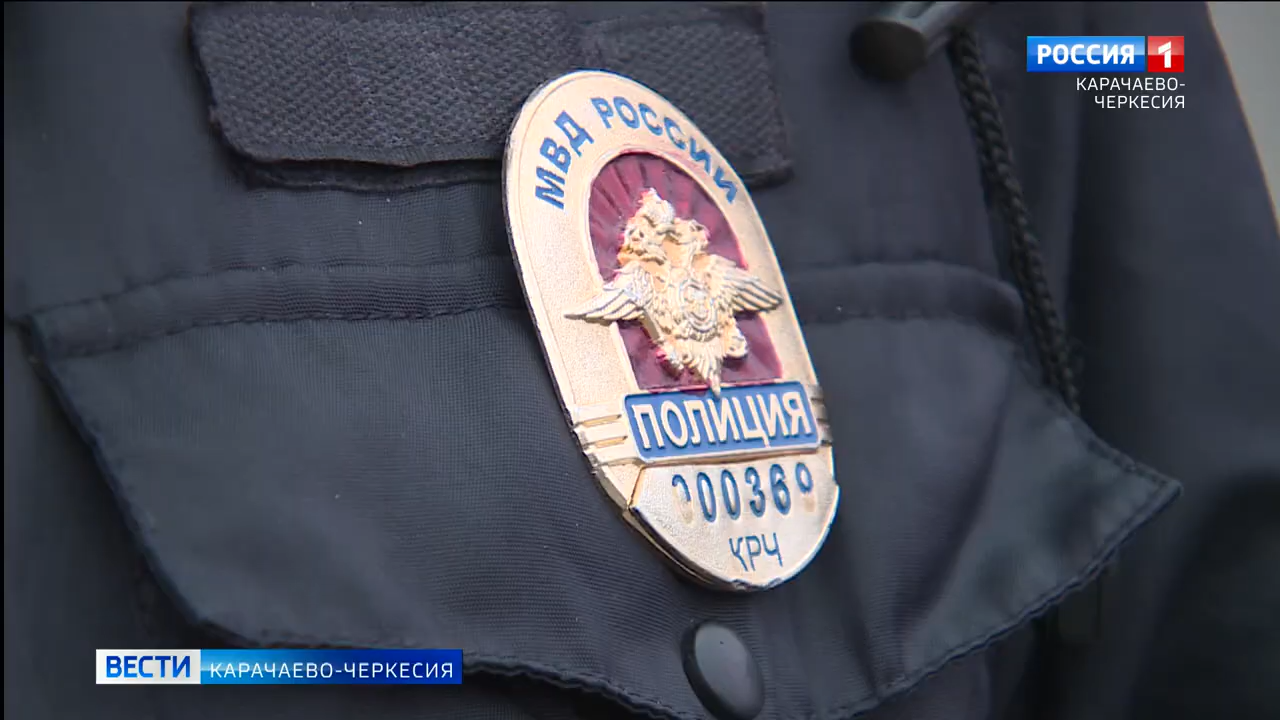 РОССИЯ 1
КАРАЧАЕВО-
ЧЕРКЕСИЯ
МВД РОССИИ
ПОЛИЦИЯ
КРЧ
ВЕСТИ КАРАЧАЕВО-ЧЕРКЕСИЯ